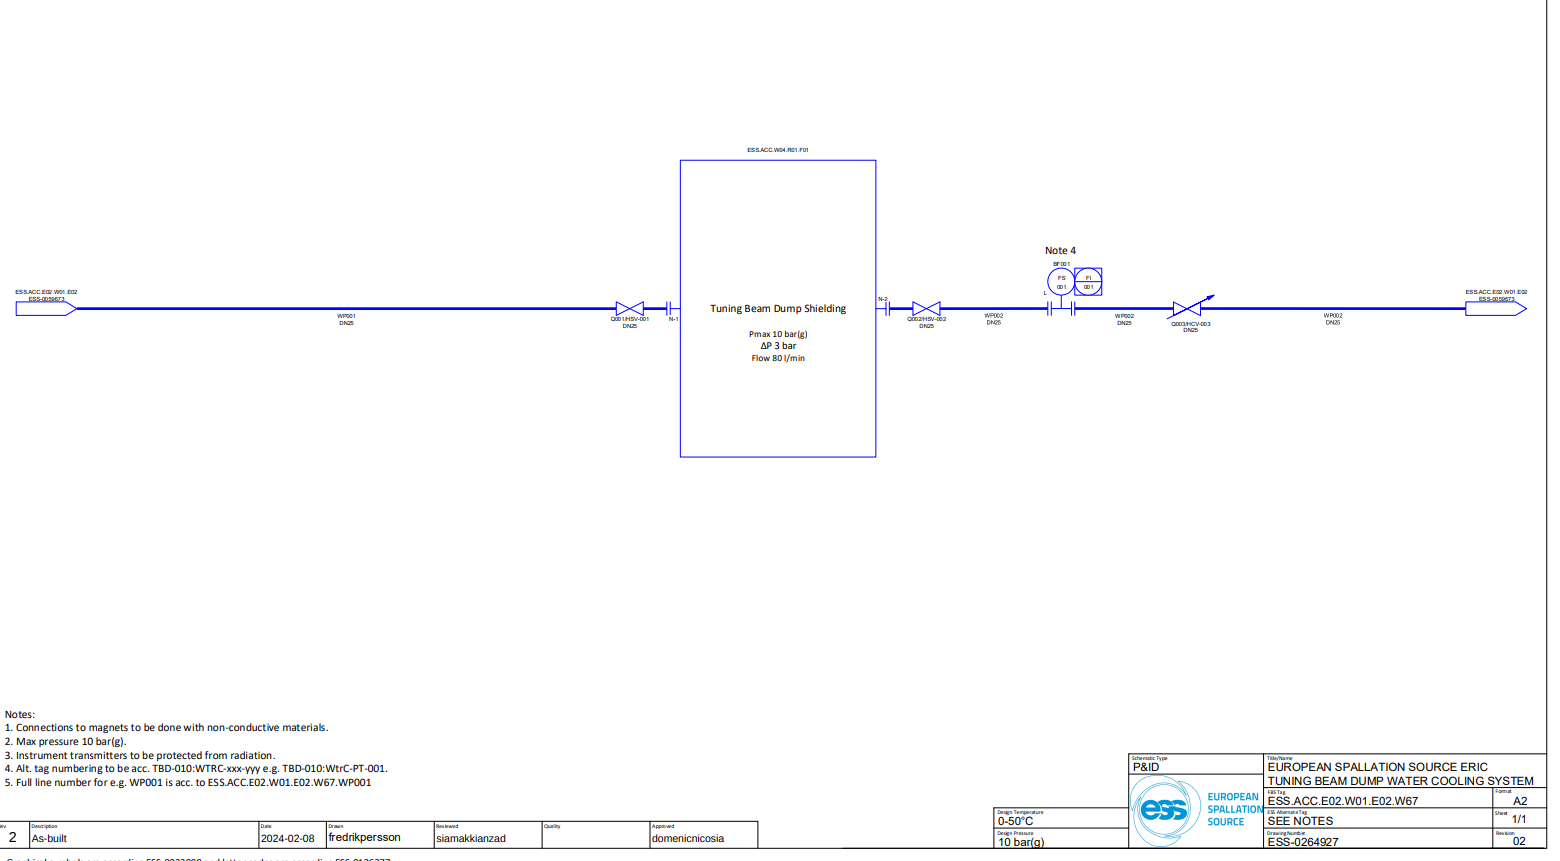 ESS.ACC.W04.R01.F01
Note 4
BF001
FS
001
FI
001
L
ESS.ACC.E02.W01.E02
ESS-0059673
WP001
DN25
Q001/HSV-001
DN25
N-1
Tuning Beam Dump Shielding
Pmax 10 bar(g)
ΔP 3 bar
Flow 80 l/min
N-2
Q002/HSV-002
DN25
WP002
DN25
WP002
DN25
Q003/HCV-003
DN25
WP002
DN25
ESS.ACC.E02.W01.E02
ESS-0059673
Notes:
1. Connections to magnets to be done with non-conductive materials.
2. Max pressure 10 bar(g).
3. Instrument transmitters to be protected from radiation.
4. Alt. tag numbering to be acc. TBD-010:WTRC-xxx-yyy e.g. TBD-010:WtrC-PT-001.
5. Full line number for e.g. WP001 is acc. to ESS.ACC.E02.W01.E02.W67.WP001
Description
Date
Drawn
Reviewed
Quality
Approved
2 As-built 2024-02-08 fredrikpersson siamakkianzad domenicnicosia
Design Temperature
0-50°C
Design Pressure
10 bar(g)
Schematic Type
P&ID
ess
EUROPEAN
SPALLATION
SOURCE
Title/Name
EUROPEAN SPALLATION SOURCE ERIC
TUNING BEAM DUMP WATER COOLING SYSTEM
FBS Tag
ESS.ACC.E02.W01.E02.W67
Format
A2
ESS Alternate Tag
SEE NOTES
Sheet
1/1
Drawing Number
ESS-0264927
Revision
02